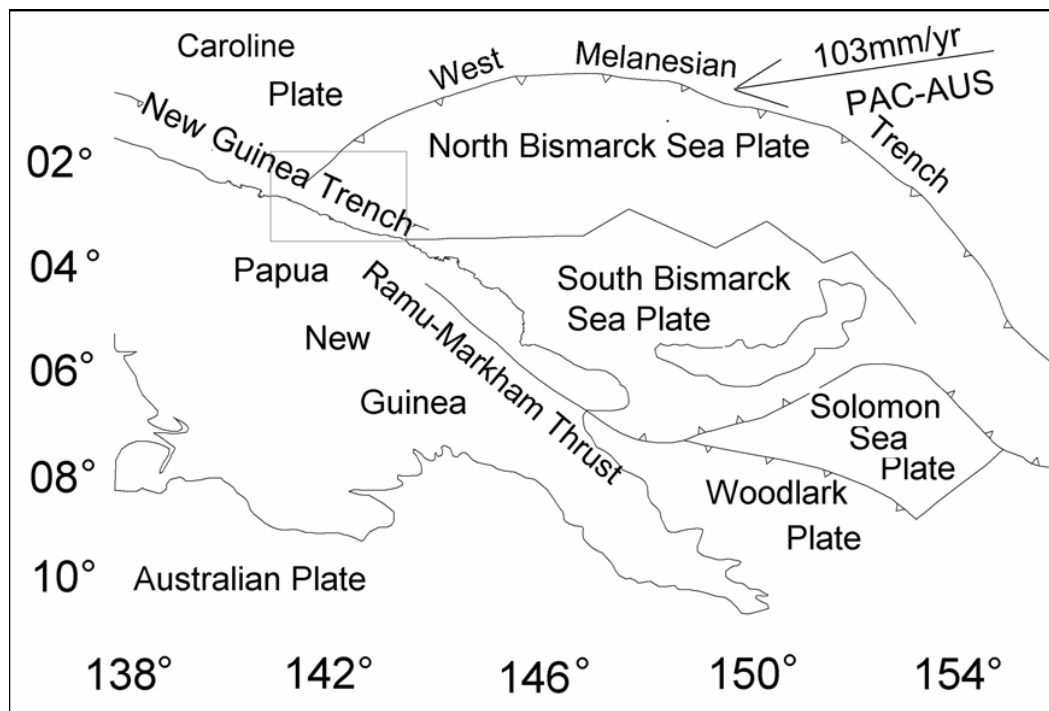 Caroline
Plate
West Melanesian Trench
103mm/yr
PAC-AUS
New Guinea Trench
North Bismarck Sea Plate
02°
04°
06°
08°
10°
Papua
New
Guinea
Ramu-Markham Thrust
South Bismarck
Sea Plate
Solomon
Sea
Plate
Woodlark
Plate
Australian Plate
138°
142°
146°
150°
154°